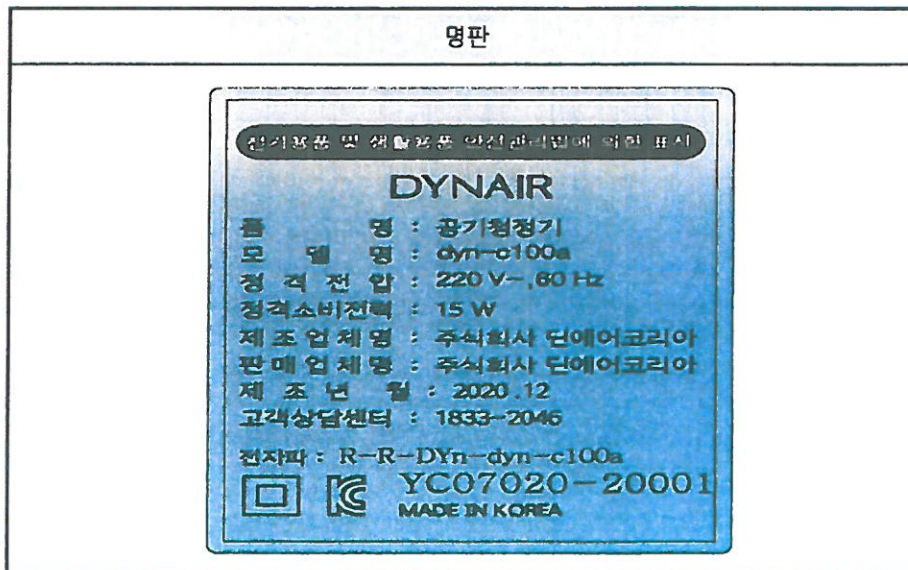 명판
전기용품 및 생활용품 안전관리법에 의한 표시
DYNAIR
품 명 : 공기청정기
모 델 명 : dyn-c100a
정 격 전 압 : 220 V~,60 Hz
정격소비전력 : 15 W
제 조 업 체 명 : 주식회사 딘에어코리아
판 매 업 체 명 : 주식회사 딘에어코리아
제 조 년 월 : 2020.12
고객상담센터 : 1833-2046
전자파 : R-R-DYn-dyn-c100a
YC07020-20001
MADE IN KOREA